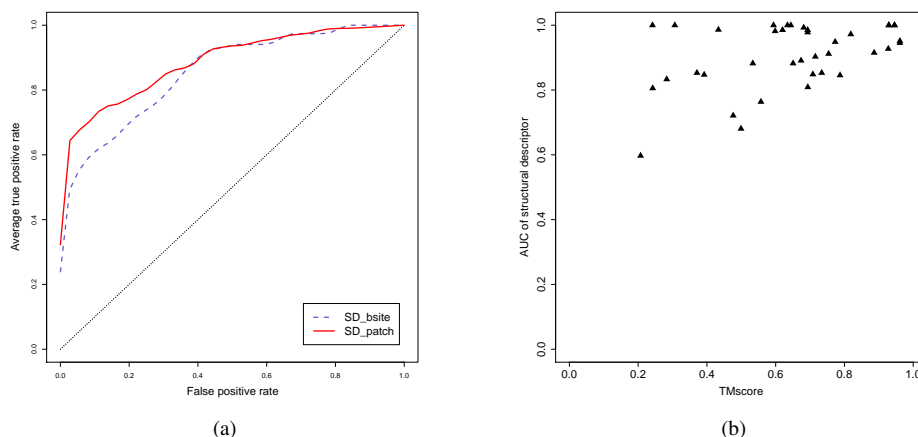 Average true positive rate
1.0
0.8
0.6
0.4
0.2
0.0
SD_bsite
SD_patch
0.0 0.2 0.4 0.6 0.8 1.0
False positive rate
(a)
AUC of structural descriptor
1.0
0.8
0.6
0.4
0.2
0.0
0.0 0.2 0.4 0.6 0.8 1.0
TMscore
(b)